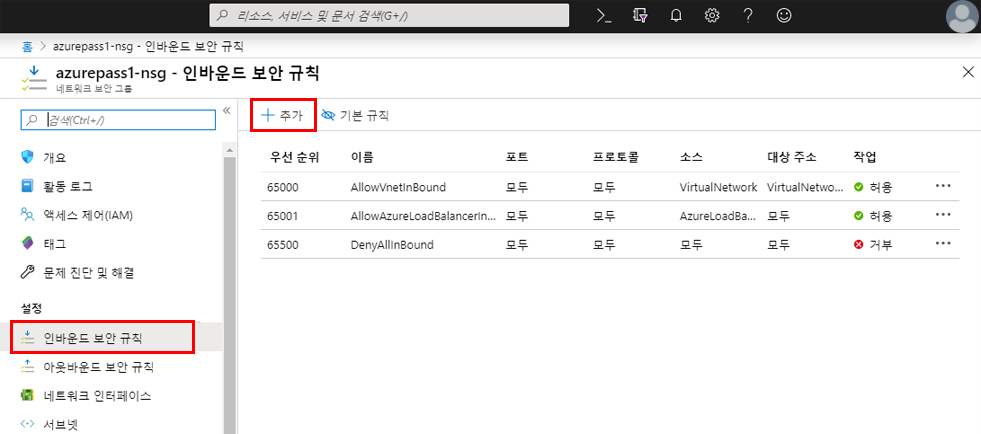 리소스, 서비스 및 문서 검색(G+/)
홈 > azurepass1-nsg - 인바운드 보안 규칙
azurepass1-nsg - 인바운드 보안 규칙
네트워크 보안 그룹
검색(Ctrl+/)
개요
활동 로그
액세스 제어(IAM)
태그
문제 진단 및 해결
설정
인바운드 보안 규칙
아웃바운드 보안 규칙
네트워크 인터페이스
서브넷
추가 기본 규칙
우선 순위 이름 포트 프로토콜 소스 대상 주소 작업
65000 AllowVnetInBound 모두 모두 VirtualNetwork VirtualNetwo... 허용
65001 AllowAzureLoadBalancerIn... 모두 모두 AzureLoadBa... 모두 허용
65500 DenyAllInBound 모두 모두 모두 모두 거부